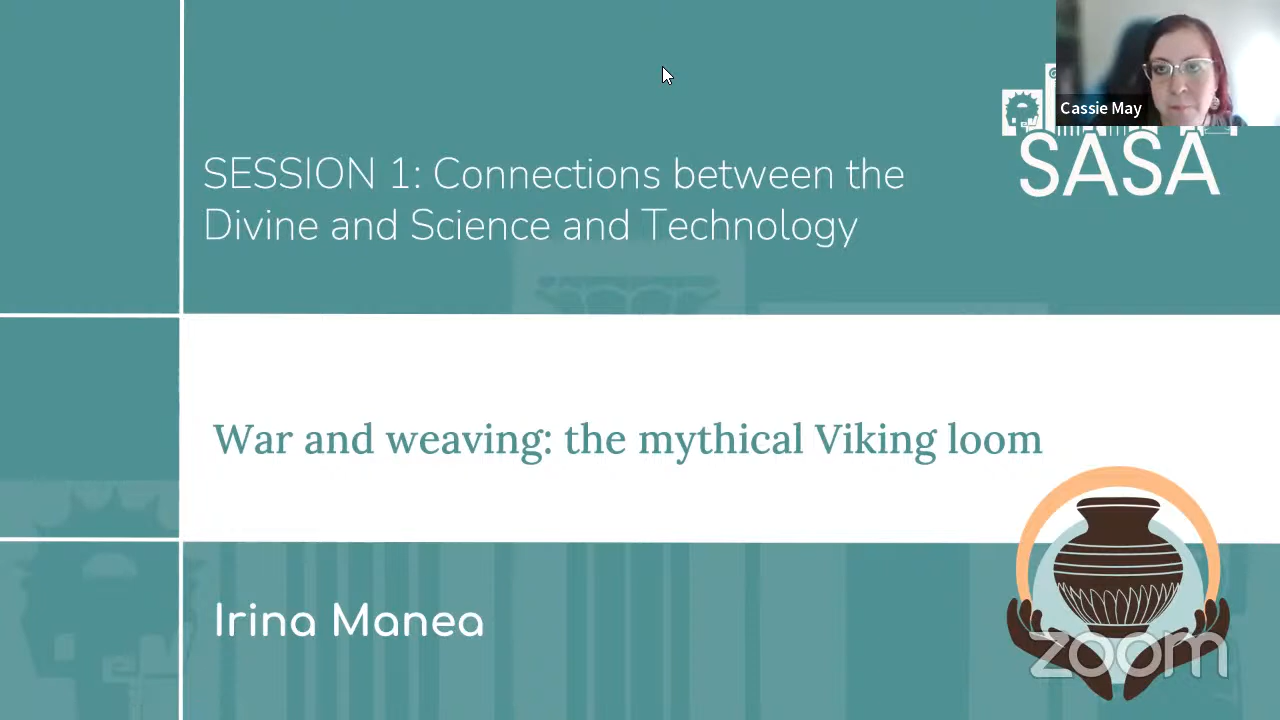 Cassie May
SASA
SESSION 1: Connections between the
Divine and Science and Technology
War and weaving: the mythical Viking loom
Irina Manea
zoom